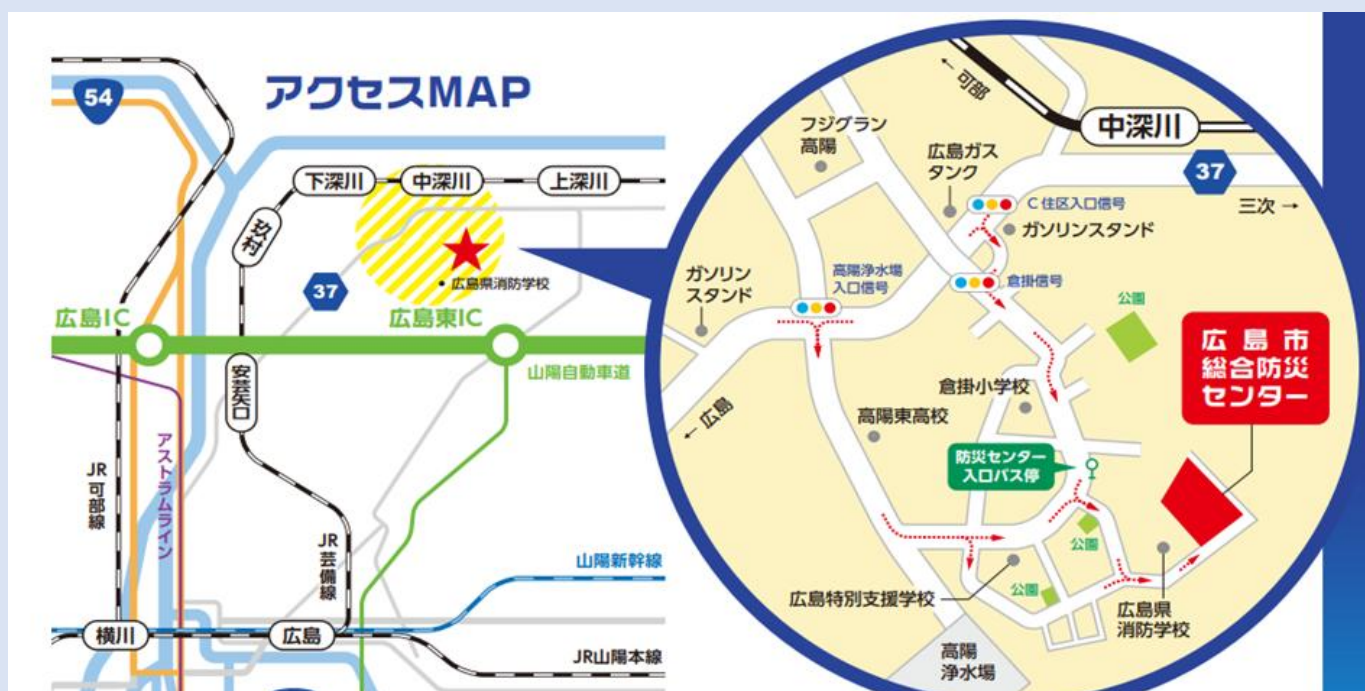 アクセスMAP
54
下深川
中深川
上深川
玖村
37
広島県消防学校
広島IC
広島東IC
山陽自動車道
安芸矢口
JR可部線
アストラムライン
JR芸備線
山陽新幹線
横川
広島
JR山陽本線
← 可部
中深川
37
三次 →
フジグラン
高陽
広島ガス
タンク
C住区入口信号
ガソリンスタンド
ガソリン
スタンド
高陽浄水場
入口信号
倉掛信号
公園
広島市
総合防災
センター
倉掛小学校
← 広島
高陽東高校
防災センター
入口バス停
公園
広島特別支援学校
公園
広島県
消防学校
高陽
浄水場